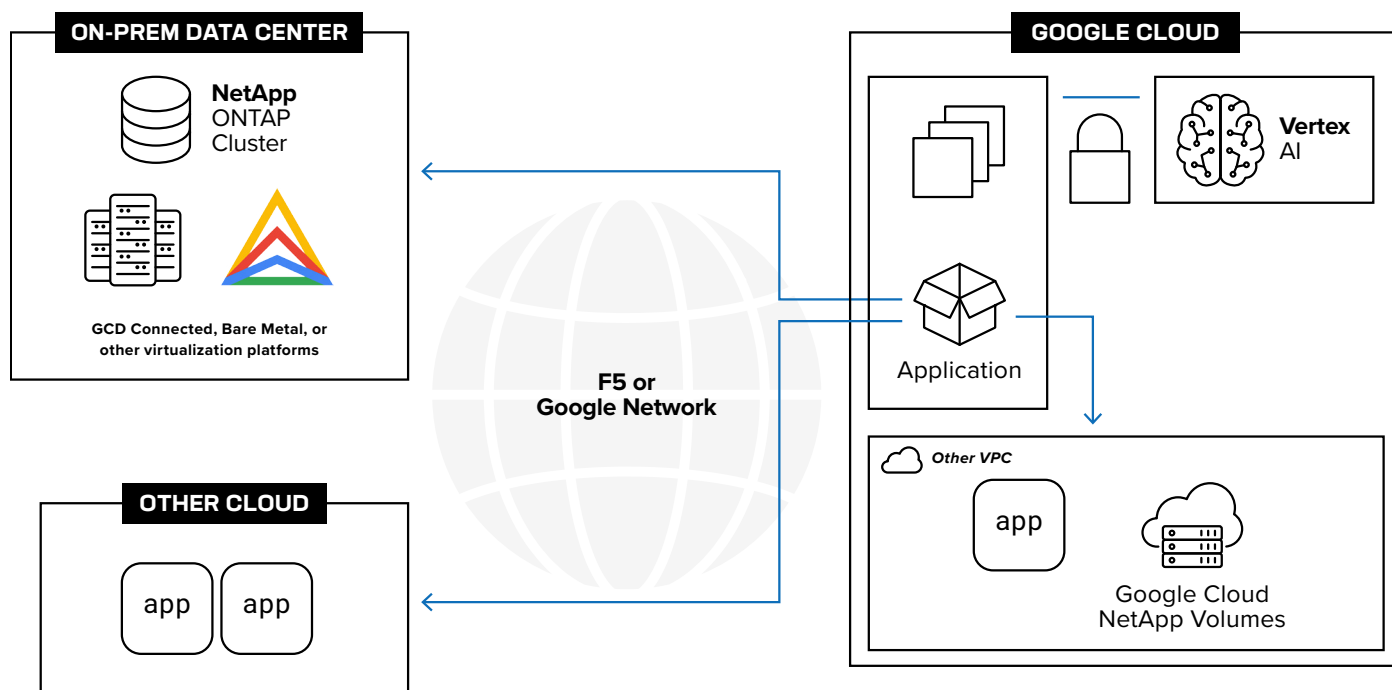 ON-PREM DATA CENTER
NetApp
ONTAP
Cluster
GCD Connected, Bare Metal, or
other virtualization platforms
OTHER CLOUD
app
app
F5 or
Google Network
GOOGLE CLOUD
Vertex
AI
Application
Other VPC
app
Google Cloud
NetApp Volumes